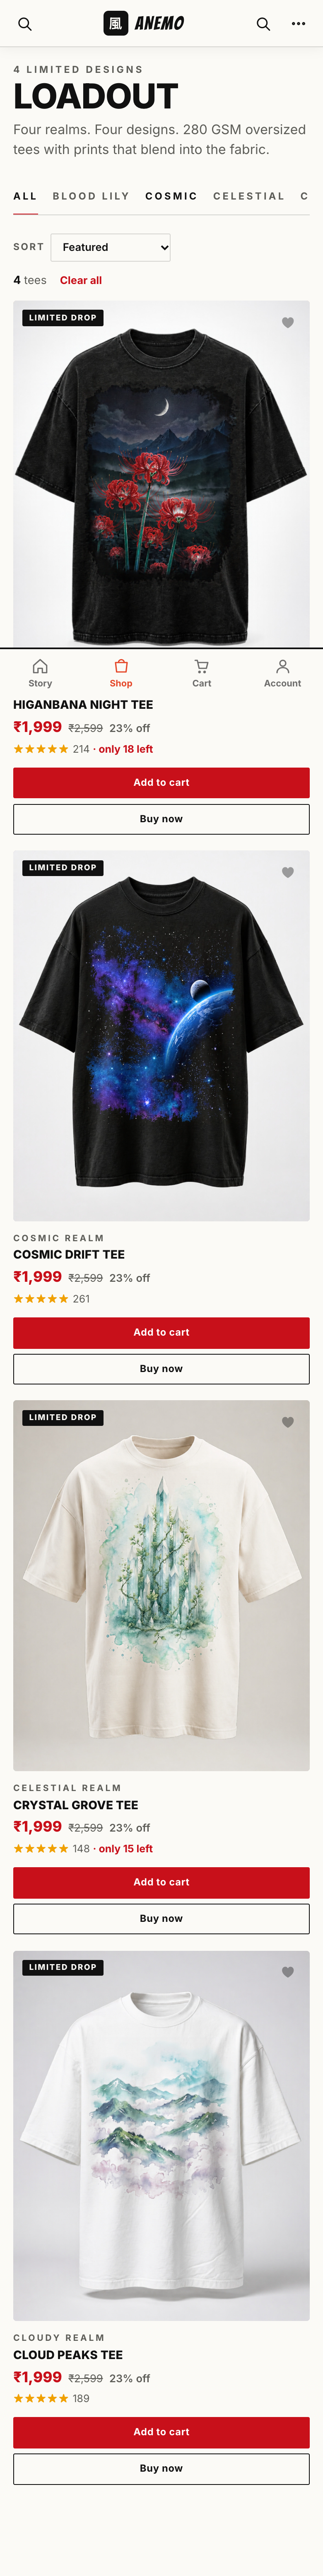 風 ANEMO
4 LIMITED DESIGNS
LOADOUT
Four realms. Four designs. 280 GSM oversized
tees with prints that blend into the fabric.
ALL BLOOD LILY COSMIC CELESTIAL C
SORT Featured
4 tees Clear all
LIMITED DROP
Story Shop Cart Account
HIGANBANA NIGHT TEE
₹1,999 ₹2,599 23% off
★★★★★ 214 · only 18 left
Add to cart
Buy now
LIMITED DROP
COSMIC REALM
COSMIC DRIFT TEE
₹1,999 ₹2,599 23% off
★★★★★ 261
Add to cart
Buy now
LIMITED DROP
CELESTIAL REALM
CRYSTAL GROVE TEE
₹1,999 ₹2,599 23% off
★★★★★ 148 · only 15 left
Add to cart
Buy now
LIMITED DROP
CLOUDY REALM
CLOUD PEAKS TEE
₹1,999 ₹2,599 23% off
★★★★★ 189
Add to cart
Buy now